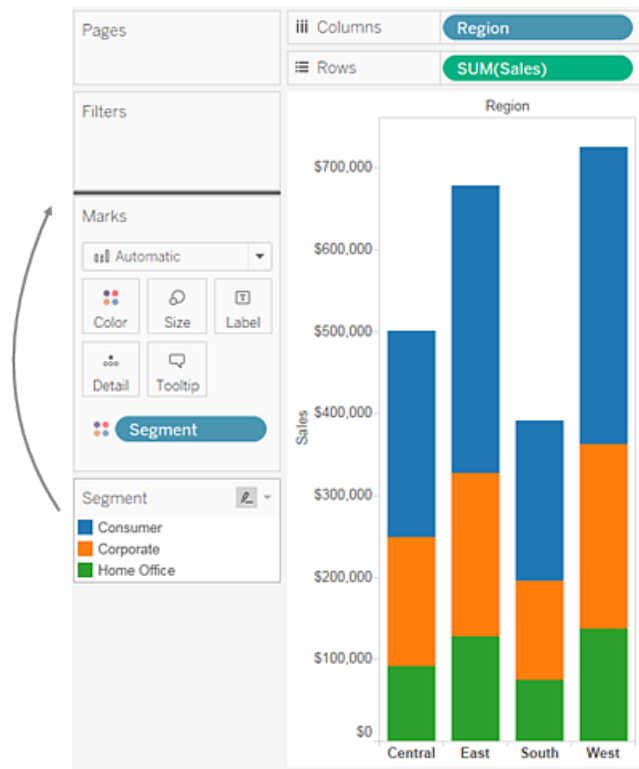 Pages
Columns
Region
Rows
SUM(Sales)
Filters
Marks
Automatic
Color
Size
Label
Detail
Tooltip
Segment
Segment
Consumer
Corporate
Home Office
Region
Sales
$700,000
$600,000
$500,000
$400,000
$300,000
$200,000
$100,000
$0
Central East South West